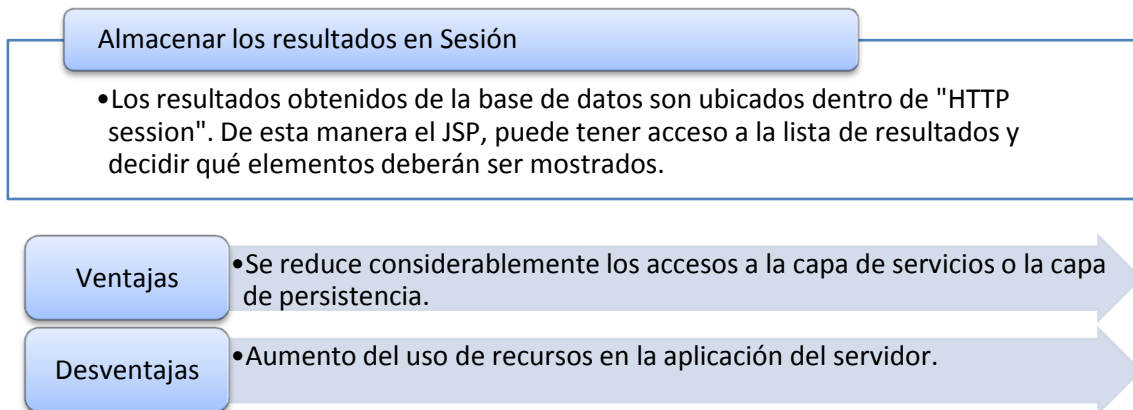 Almacenar los resultados en Sesión
•Los resultados obtenidos de la base de datos son ubicados dentro de "HTTP
session". De esta manera el JSP, puede tener acceso a la lista de resultados y
decidir qué elementos deberán ser mostrados.
Ventajas
•Se reduce considerablemente los accesos a la capa de servicios o la capa
de persistencia.
Desventajas
•Aumento del uso de recursos en la aplicación del servidor.